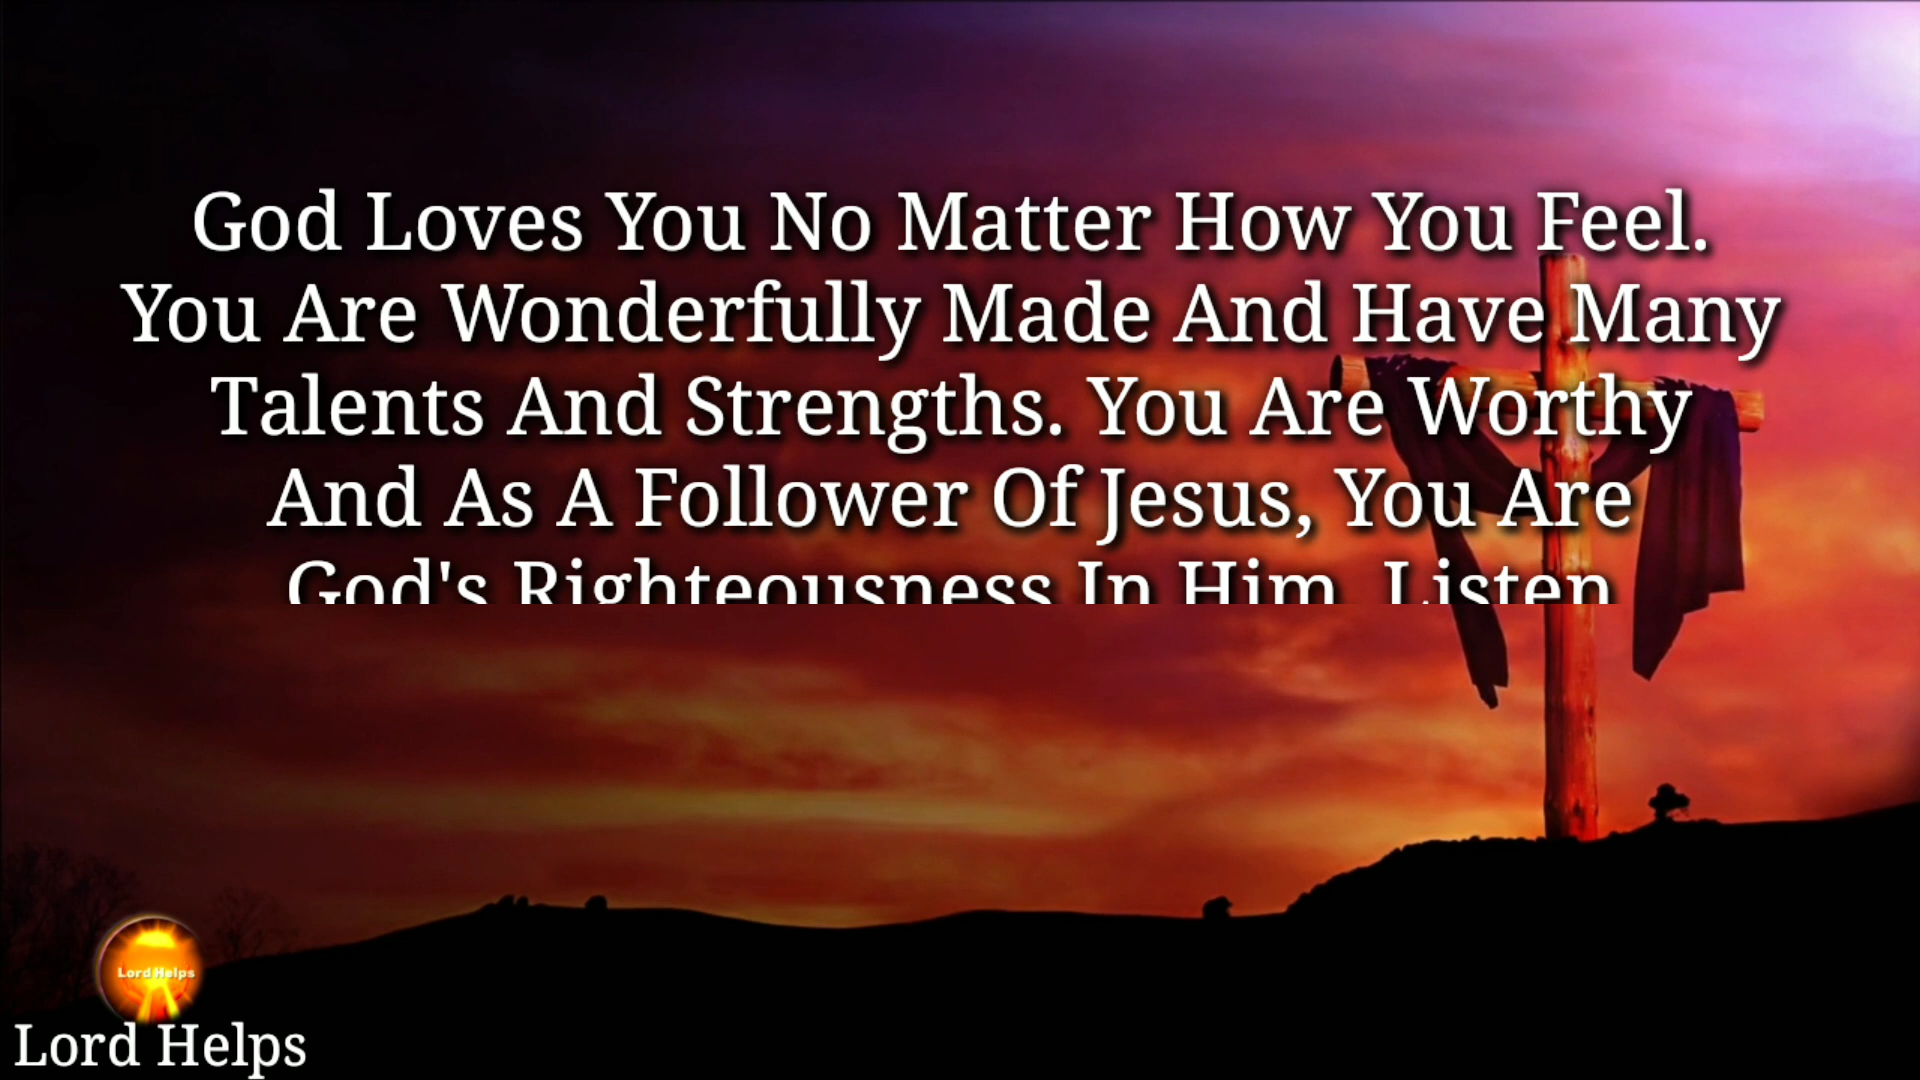 God Loves You No Matter How You Feel.
You Are Wonderfully Made And Have Many
Talents And Strengths. You Are Worthy
And As A Follower Of Jesus, You Are
God's Righteousness In Him. Listen
Lord Helps
Lord Helps